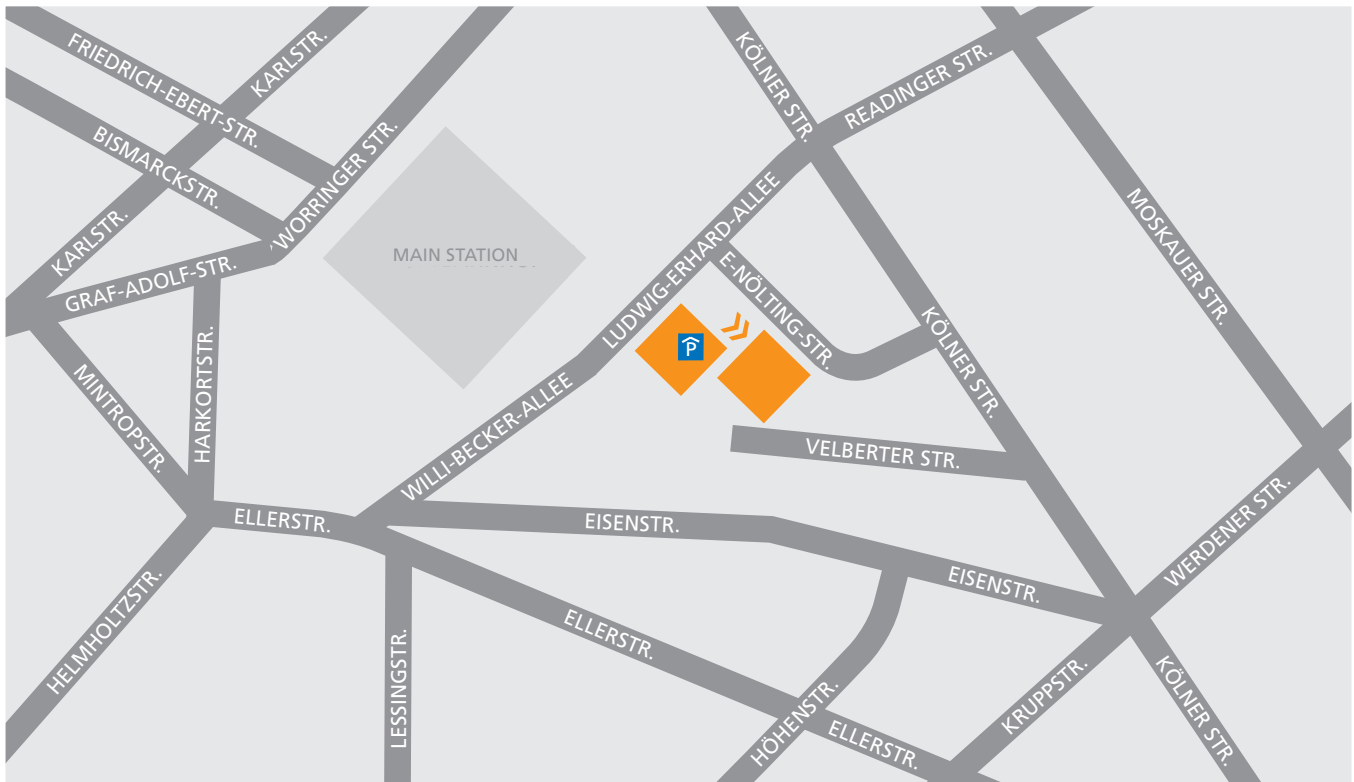 FRIEDRICH-EBERT-STR.
KARLSTR.
KÖLNER STR.
READINGER STR.
BISMARCKSTR.
WORRINGER STR.
KARLSTR.
LUDWIG-ERHARD-ALLEE
MOSKAUER STR.
MAIN STATION
GRAF-ADOLF-STR.
E-NÖLTING-STR.
P
KÖLNER STR.
HARKORTSTR.
MINTROPSTR.
WILLI-BECKER-ALLEE
VELBERTER STR.
ELLERSTR.
EISENSTR.
WERDENER STR.
EISENSTR.
HELMHOLTZSTR.
ELLERSTR.
LESSINGSTR.
HÖHENSTR.
KRUPPSTR.
KÖLNER STR.
ELLERSTR.